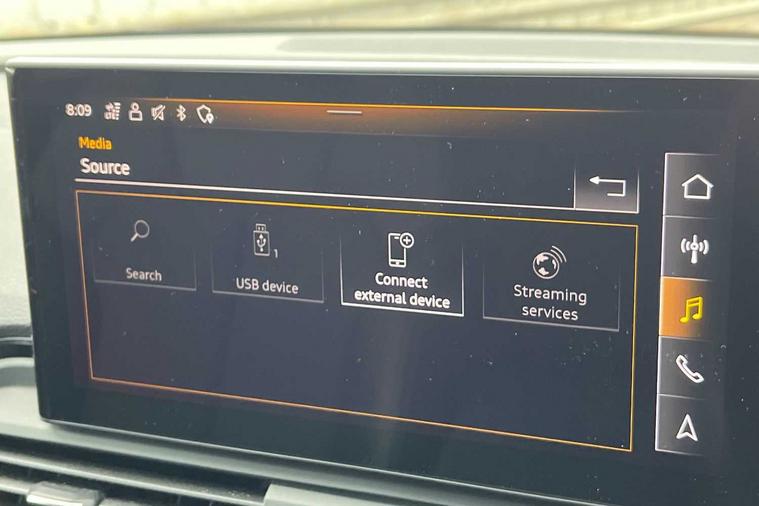 8:09
Media
Source
Search
USB device
1
Connect
external device
Streaming
services